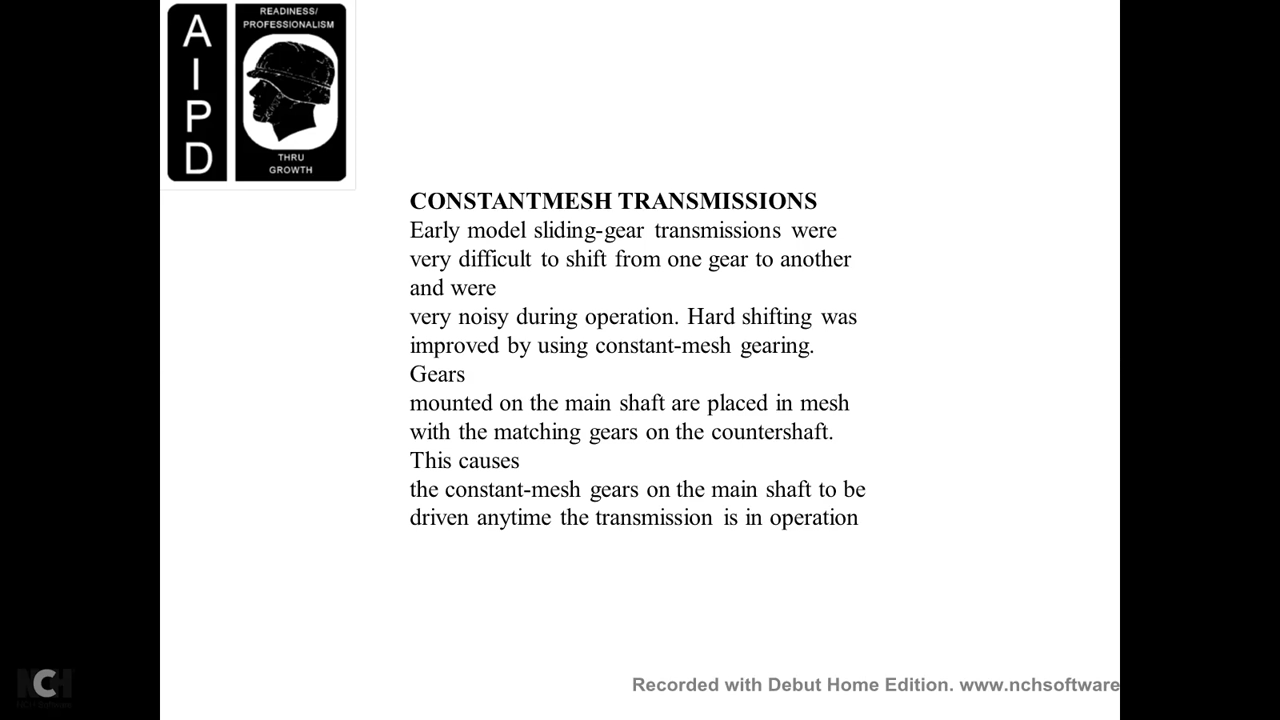 A
I
P
D
READINESS/
PROFESSIONALISM
THRU
GROWTH
CONSTANTMESH TRANSMISSIONS
Early model sliding-gear transmissions were
very difficult to shift from one gear to another
and were
very noisy during operation. Hard shifting was
improved by using constant-mesh gearing.
Gears
mounted on the main shaft are placed in mesh
with the matching gears on the countershaft.
This causes
the constant-mesh gears on the main shaft to be
driven anytime the transmission is in operation
NCH
NCH Software
Recorded with Debut Home Edition. www.nchsoftware